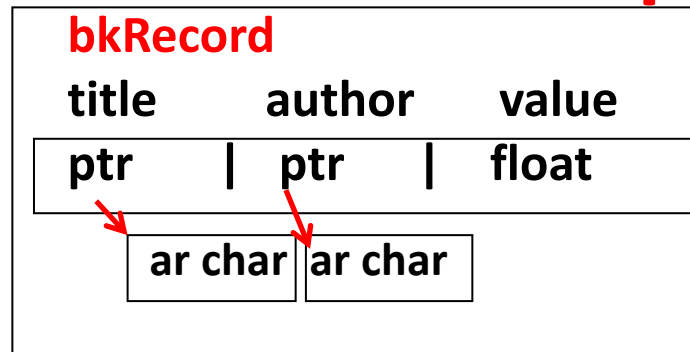 bkRecord
title author value
ptr | ptr | float
ar char ar char